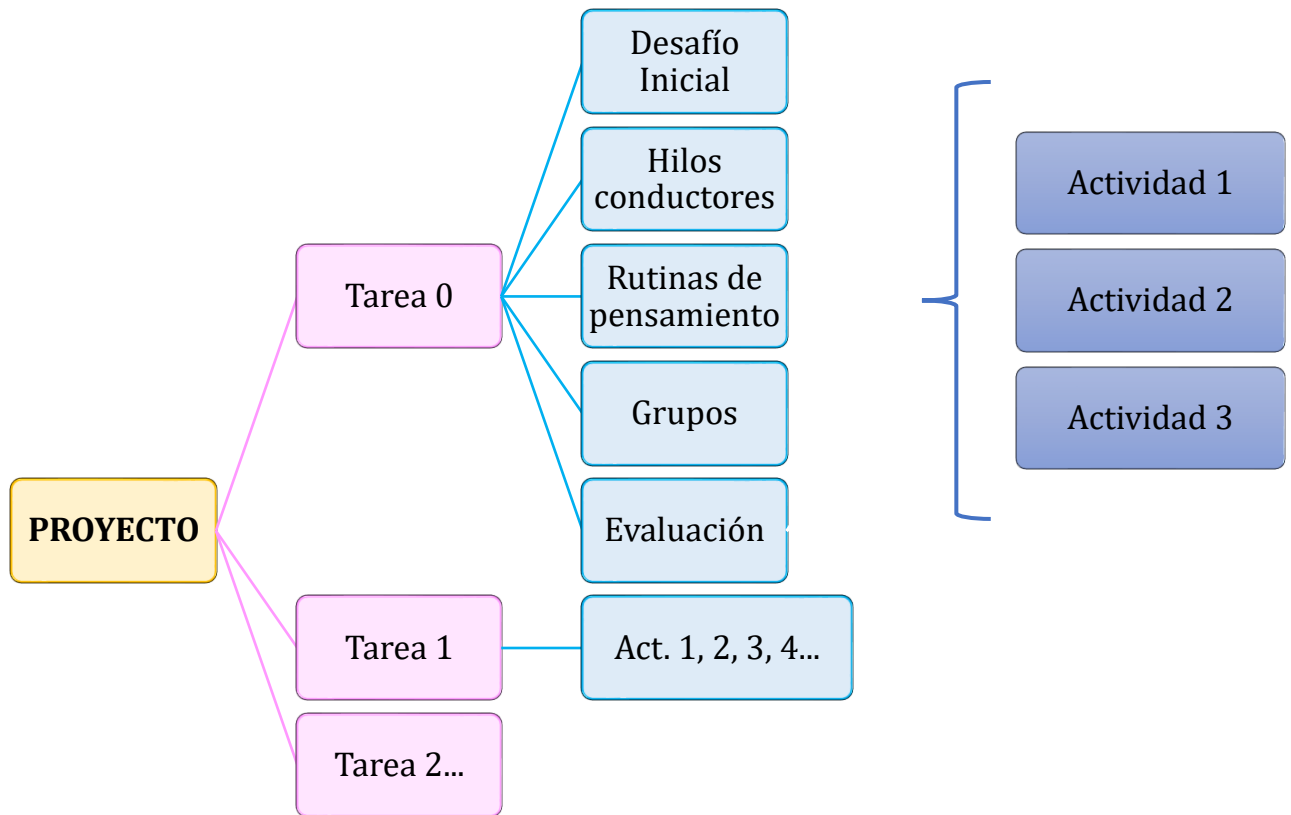 Desafío
Inicial
Hilos
conductores
Actividad 1
Tarea 0
Rutinas de
pensamiento
Actividad 2
Grupos
Actividad 3
PROYECTO
Evaluación
Tarea 1
Act. 1, 2, 3, 4...
Tarea 2...